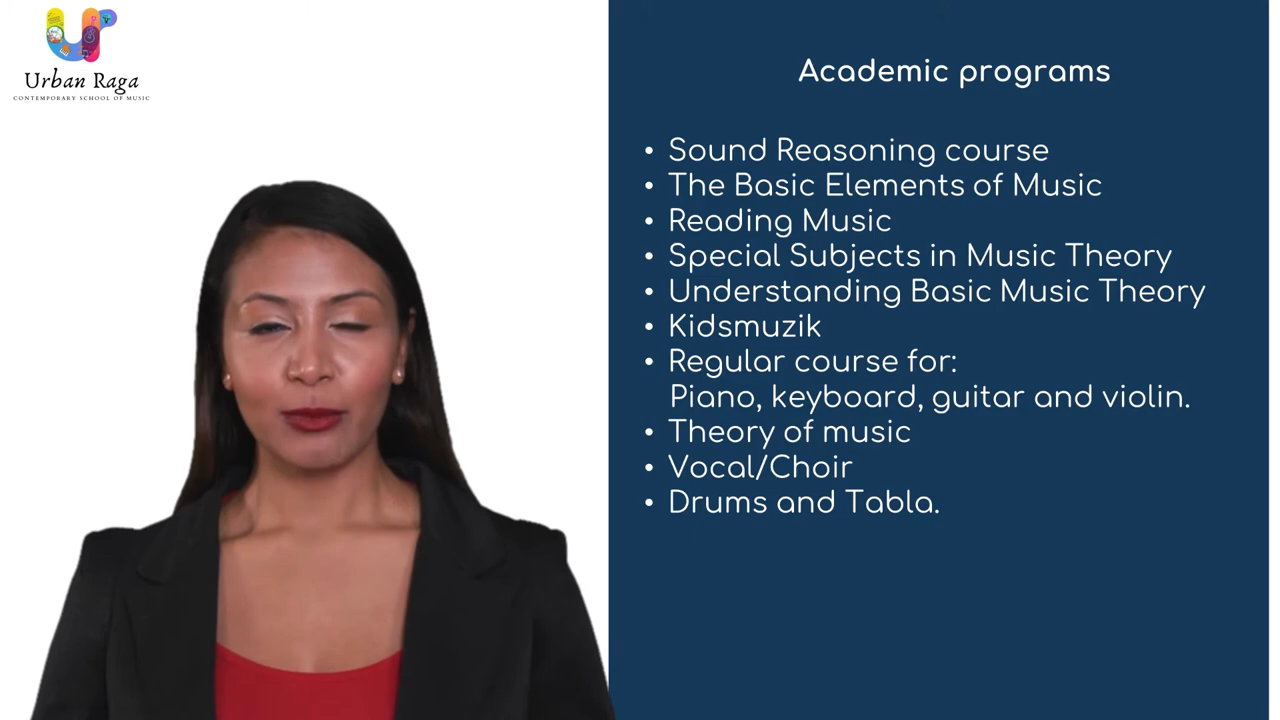 Urban Raga
CONTEMPORARY SCHOOL OF MUSIC
Academic programs
• Sound Reasoning course
• The Basic Elements of Music
• Reading Music
• Special Subjects in Music Theory
• Understanding Basic Music Theory
• Kidsmuzik
• Regular course for:
Piano, keyboard, guitar and violin.
• Theory of music
• Vocal/Choir
• Drums and Tabla.